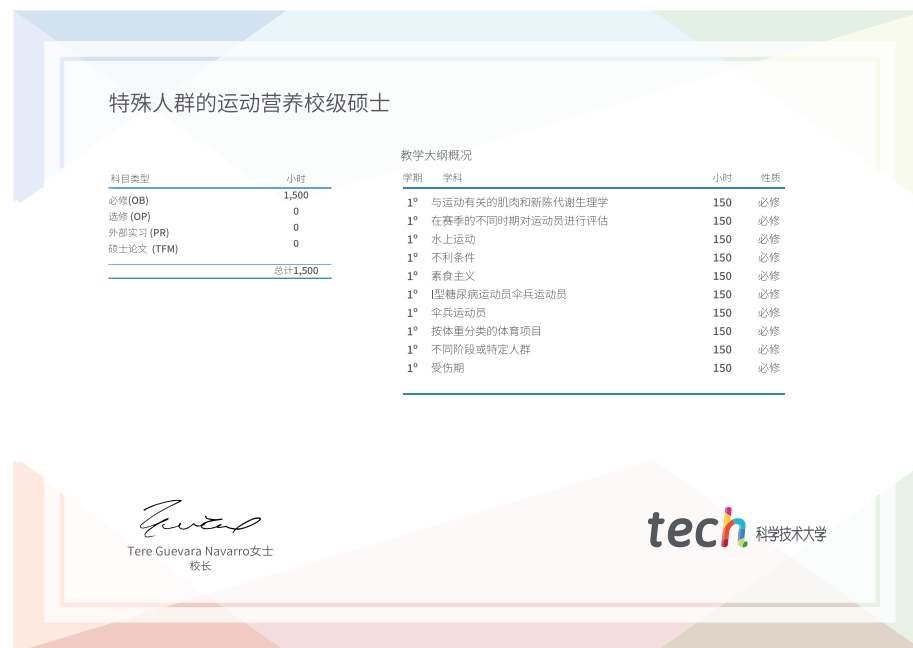 特殊人群的运动营养校级硕士
科目类型 小时
必修(OB) 1,500
选修 (OP) 0
外部实习 (PR) 0
硕士论文 (TFM) 0
总计1,500
教学大纲概况
学期 学科 小时 性质
1º 与运动有关的肌肉和新陈代谢生理学 150 必修
1º 在赛季的不同时期对运动员进行评估 150 必修
1º 水上运动 150 必修
1º 不利条件 150 必修
1º 素食主义 150 必修
1º I型糖尿病运动员伞兵运动员 150 必修
1º 伞兵运动员 150 必修
1º 按体重分类的体育项目 150 必修
1º 不同阶段或特定人群 150 必修
1º 受伤期 150 必修
Tere Guevara Navarro女士
校长
tech 科学技术大学